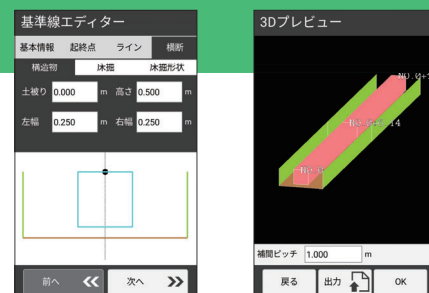 基準線エディター
基本情報 起終点 ライン 横断
構造物 床掘 床掘形状
土被り 0.000 m 高さ 0.500 m
左幅 0.250 m 右幅 0.250 m
前へ 次へ
3Dプレビュー
補間ピッチ 1.000 m
戻る 出力 OK